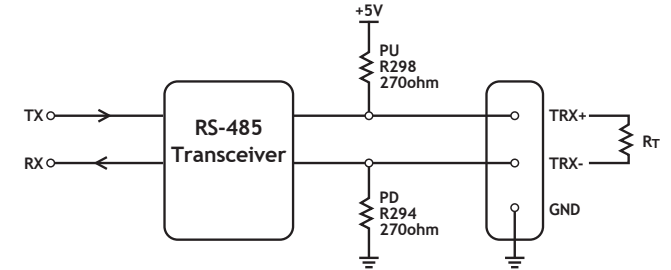 +5V
PU
R298
270ohm
TX
RS-485
Transceiver
TRX+
RT
RX
TRX-
PD
R294
270ohm
GND